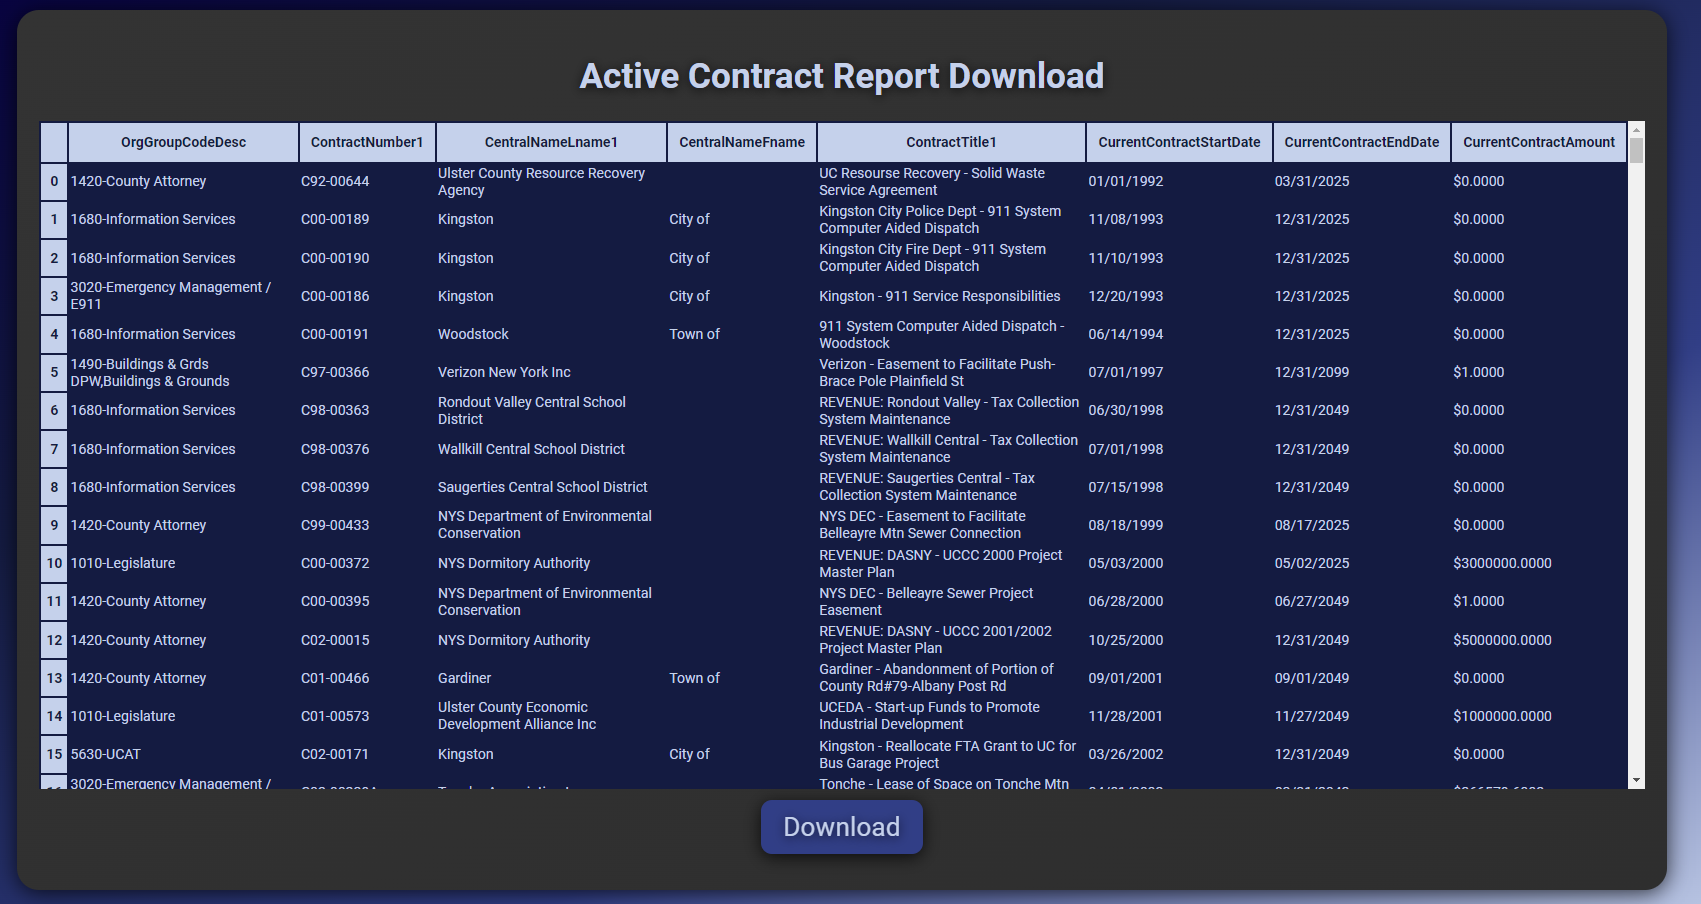 Active Contract Report Download
OrgGroupCodeDesc ContractNumber1 CentralNameLname1 CentralNameFname ContractTitle1 CurrentContractStartDate CurrentContractEndDate CurrentContractAmount
0 1420-County Attorney C92-00644 Ulster County Resource Recovery Agency UC Resourse Recovery - Solid Waste Service Agreement 01/01/1992 03/31/2025 $0.0000
1 1680-Information Services C00-00189 Kingston City of Kingston City Police Dept - 911 System Computer Aided Dispatch 11/08/1993 12/31/2025 $0.0000
2 1680-Information Services C00-00190 Kingston City of Kingston City Fire Dept - 911 System Computer Aided Dispatch 11/10/1993 12/31/2025 $0.0000
3 3020-Emergency Management / E911 C00-00186 Kingston City of Kingston - 911 Service Responsibilities 12/20/1993 12/31/2025 $0.0000
4 1680-Information Services C00-00191 Woodstock Town of 911 System Computer Aided Dispatch - Woodstock 06/14/1994 12/31/2025 $0.0000
5 1490-Buildings & Grds DPW,Buildings & Grounds C97-00366 Verizon New York Inc Verizon - Easement to Facilitate Push-Brace Pole Plainfield St 07/01/1997 12/31/2099 $1.0000
6 1680-Information Services C98-00363 Rondout Valley Central School District REVENUE: Rondout Valley - Tax Collection System Maintenance 06/30/1998 12/31/2049 $0.0000
7 1680-Information Services C98-00376 Wallkill Central School District REVENUE: Wallkill Central - Tax Collection System Maintenance 07/01/1998 12/31/2049 $0.0000
8 1680-Information Services C98-00399 Saugerties Central School District REVENUE: Saugerties Central - Tax Collection System Maintenance 07/15/1998 12/31/2049 $0.0000
9 1420-County Attorney C99-00433 NYS Department of Environmental Conservation NYS DEC - Easement to Facilitate Belleayre Mtn Sewer Connection 08/18/1999 08/17/2025 $0.0000
10 1010-Legislature C00-00372 NYS Dormitory Authority REVENUE: DASNY - UCCC 2000 Project Master Plan 05/03/2000 05/02/2025 $3000000.0000
11 1420-County Attorney C00-00395 NYS Department of Environmental Conservation NYS DEC - Belleayre Sewer Project Easement 06/28/2000 06/27/2049 $1.0000
12 1420-County Attorney C02-00015 NYS Dormitory Authority REVENUE: DASNY - UCCC 2001/2002 Project Master Plan 10/25/2000 12/31/2049 $5000000.0000
13 1420-County Attorney C01-00466 Gardiner Town of Gardiner - Abandonment of Portion of County Rd#79-Albany Post Rd 09/01/2001 09/01/2049 $0.0000
14 1010-Legislature C01-00573 Ulster County Economic Development Alliance Inc UCEDA - Start-up Funds to Promote Industrial Development 11/28/2001 11/27/2049 $1000000.0000
15 5630-UCAT C02-00171 Kingston City of Kingston - Reallocate FTA Grant to UC for Bus Garage Project 03/26/2002 12/31/2049 $0.0000
3020-Emergency Management / Tonche - Lease of Space on Tonche Mtn
Download